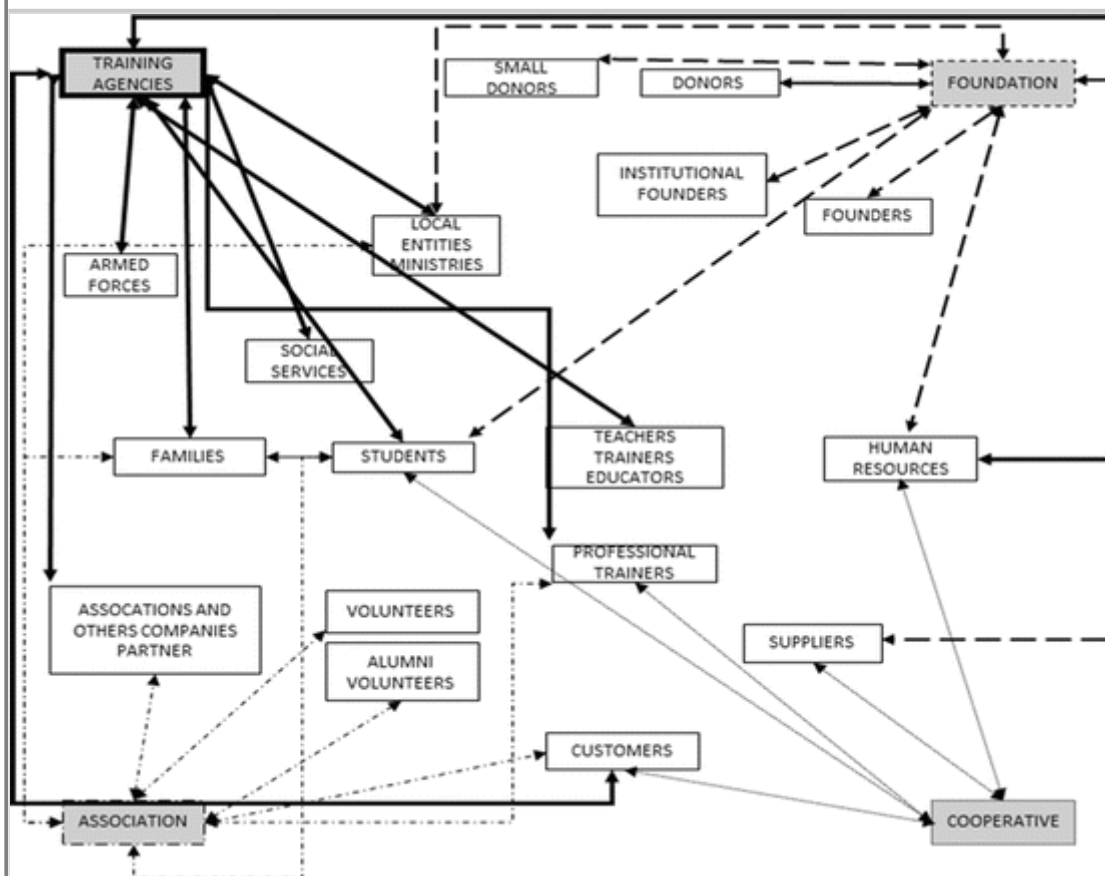 TRAINING
AGENCIES
SMALL
DONORS
DONORS
FOUNDATION
INSTITUTIONAL
FOUNDERS
FOUNDERS
LOCAL
ENTITIES
MINISTRIES
ARMED
FORCES
SOCIAL
SERVICES
FAMILIES
STUDENTS
TEACHERS
TRAINERS
EDUCATORS
HUMAN
RESOURCES
PROFESSIONAL
TRAINERS
ASSOCATIONS AND
OTHERS COMPANIES
PARTNER
VOLUNTEERS
ALUMNI
VOLUNTEERS
SUPPLIERS
CUSTOMERS
ASSOCIATION
COOPERATIVE